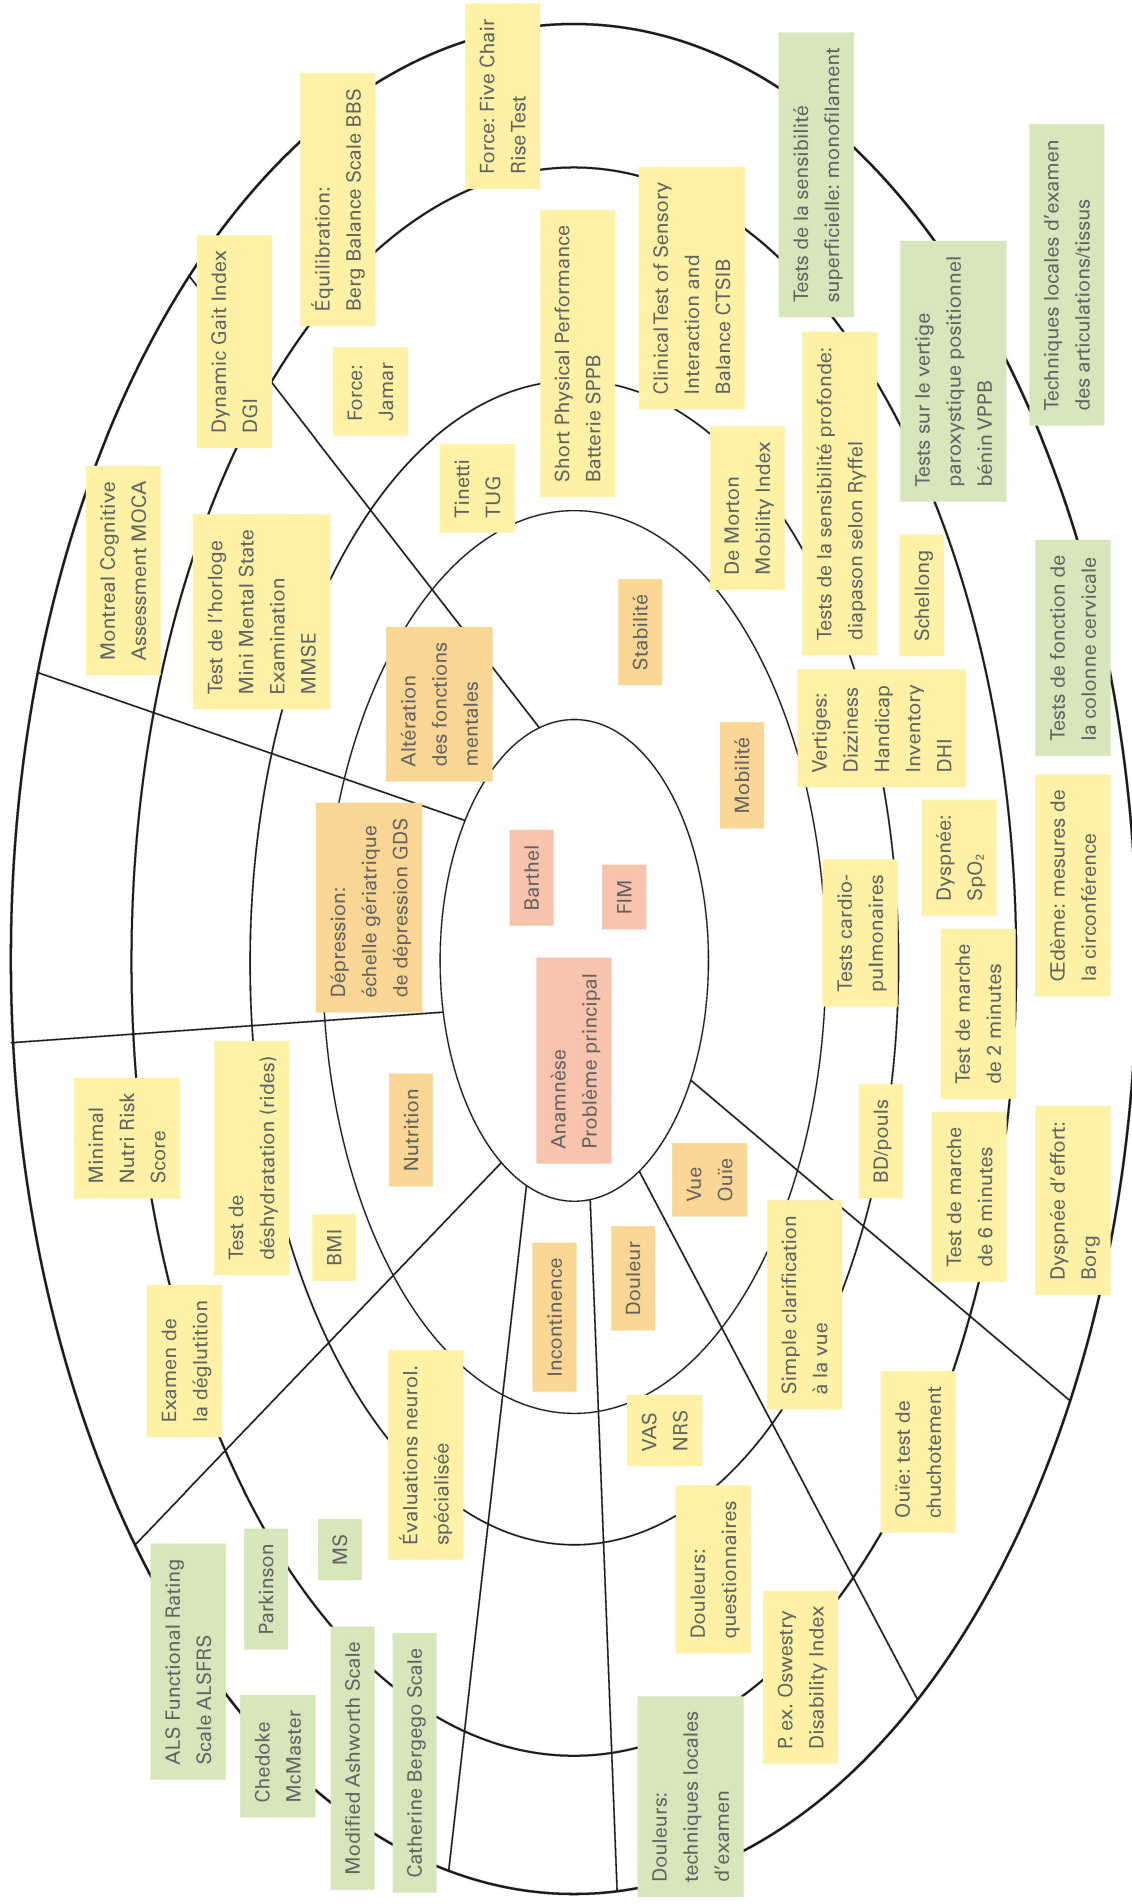 ALS Functional Rating
Scale ALSFRS
Chedoke
McMaster
Parkinson
MS
Modified Ashworth Scale
Catherine Bergego Scale
Évaluations neurol.
spécialisée
Examen de
la déglutition
Minimal
Nutri Risk
Score
Test de
déshydratation (rides)
BMI
Nutrition
Dépression:
échelle gériatrique
de dépression GDS
Montreal Cognitive
Assessment MOCA
Test de l'horloge
Mini Mental State
Examination
MMSE
Altération
des fonctions
mentales
Dynamic Gait Index
DGI
Équilibration:
Berg Balance Scale BBS
Force:
Jamar
Force: Five Chair
Rise Test
Tinetti
TUG
Short Physical Performance
Batterie SPPB
Clinical Test of Sensory
Interaction and
Balance CTSIB
De Morton
Mobility Index
Stabilité
Mobilité
Barthel
FIM
Anamnèse
Problème principal
Incontinence
Douleur
Vue
Ouïe
VAS
NRS
Douleurs:
questionnaires
Douleurs:
techniques locales
d'examen
P. ex. Oswestry
Disability Index
Simple clarification
à la vue
Ouïe: test de
chuchotement
BD/pouls
Tests cardio-
pulmonaires
Vertiges:
Dizziness
Handicap
Inventory
DHI
Tests de la sensibilité profonde:
diapason selon Ryffel
Tests de la sensibilité
superficielle: monofilament
Schellong
Tests sur le vertige
paroxystique positionnel
bénin VPPB
Dyspnée:
SpO₂
Test de marche
de 2 minutes
Test de marche
de 6 minutes
Dyspnée d'effort:
Borg
Œdème: mesures de
la circonférence
Tests de fonction de
la colonne cervicale
Techniques locales d'examen
des articulations/tissus